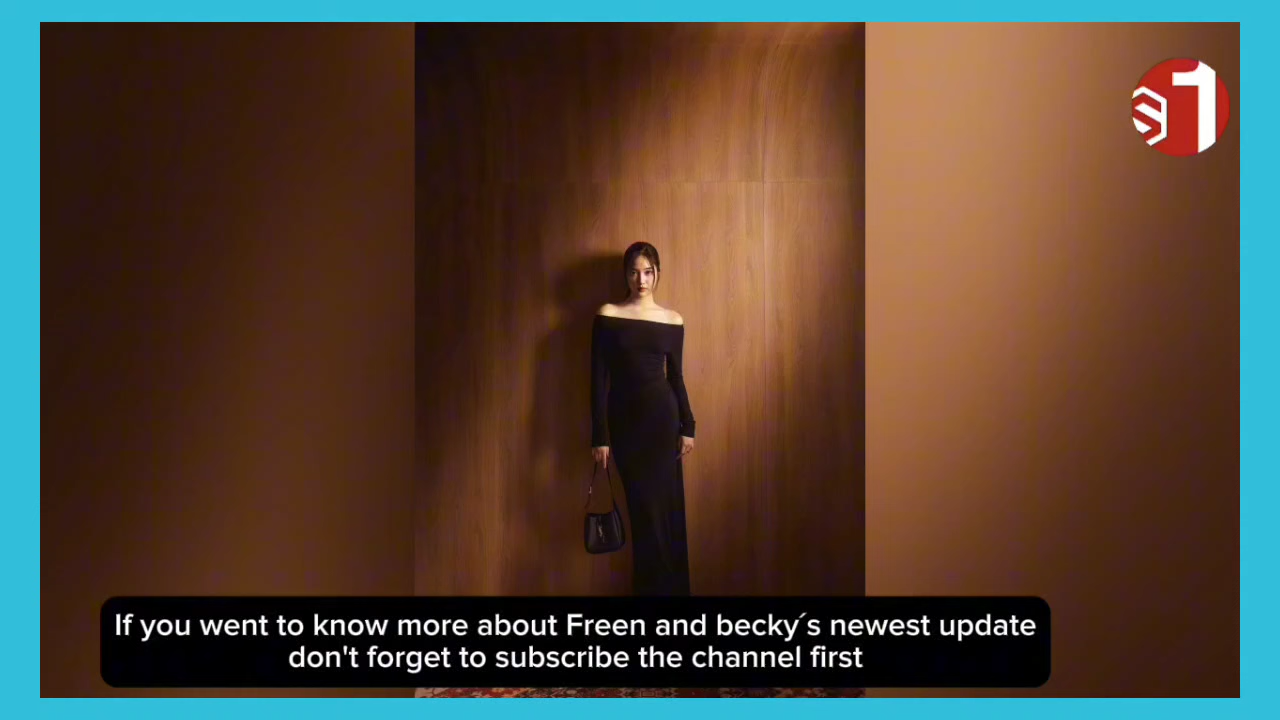 S1
If you went to know more about Freen and becky´s newest update
don't forget to subscribe the channel first